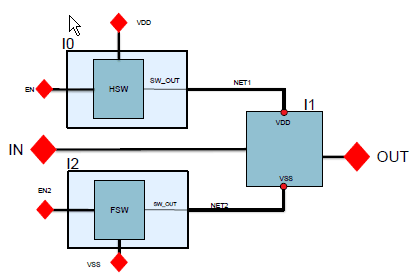 VDD
I0
EN
HSW
SW_OUT
NET1
I1
VDD
IN
OUT
I2
VSS
EN2
FSW
SW_OUT
NET2
VSS